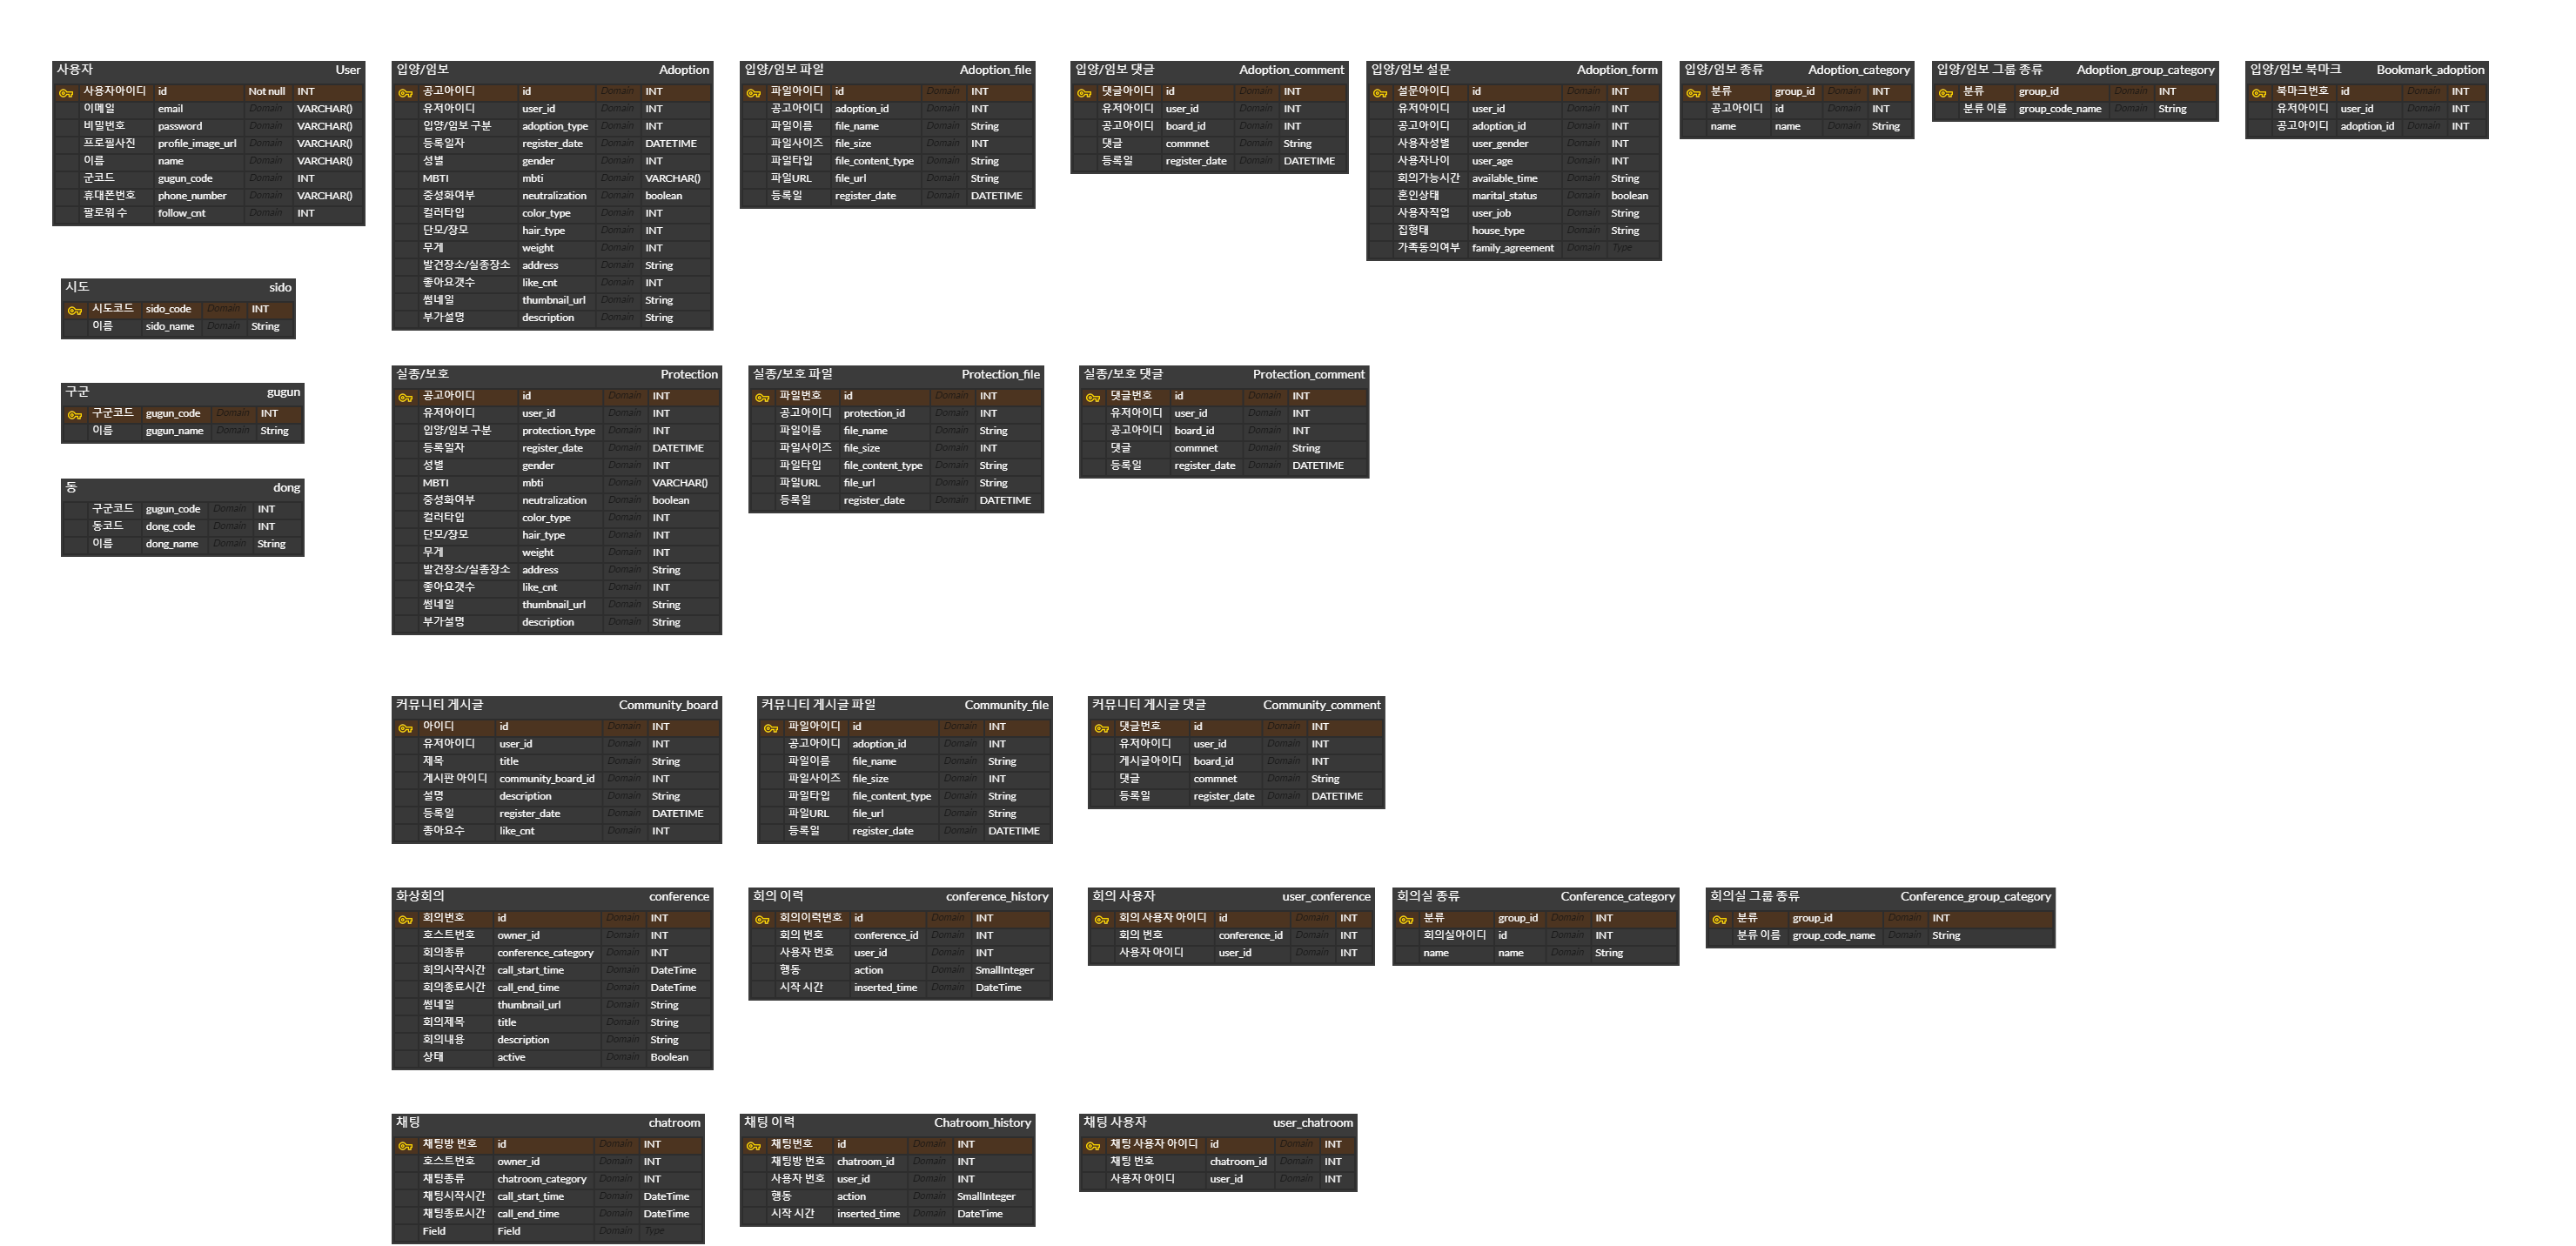 사용자 User
사용자아이디 id Not null INT
이메일 email Domain VARCHAR()
비밀번호 password Domain VARCHAR()
프로필사진 profile_image_url Domain VARCHAR()
이름 name Domain VARCHAR()
군코드 gugun_code Domain INT
휴대폰번호 phone_number Domain VARCHAR()
팔로워 수 follow_cnt Domain INT
입양/임보 Adoption
공고아이디 id Domain INT
유저아이디 user_id Domain INT
입양/임보 구분 adoption_type Domain INT
등록일자 register_date Domain DATETIME
성별 gender Domain INT
MBTI mbti Domain VARCHAR()
중성화여부 neutralization Domain boolean
컬러타입 color_type Domain INT
단모/장모 hair_type Domain INT
무게 weight Domain INT
발견장소/실종장소 address Domain String
좋아요갯수 like_cnt Domain INT
썸네일 thumbnail_url Domain String
부가설명 description Domain String
입양/임보 파일 Adoption_file
파일아이디 id Domain INT
공고아이디 adoption_id Domain INT
파일이름 file_name Domain String
파일사이즈 file_size Domain INT
파일타입 file_content_type Domain String
파일URL file_url Domain String
등록일 register_date Domain DATETIME
입양/임보 댓글 Adoption_comment
댓글아이디 id Domain INT
유저아이디 user_id Domain INT
공고아이디 board_id Domain INT
댓글 commnet Domain String
등록일 register_date Domain DATETIME
입양/임보 설문 Adoption_form
설문아이디 id Domain INT
유저아이디 user_id Domain INT
공고아이디 adoption_id Domain INT
사용자성별 user_gender Domain INT
사용자나이 user_age Domain INT
회의가능시간 available_time Domain String
혼인상태 marital_status Domain boolean
사용자직업 user_job Domain String
집형태 house_type Domain String
가족동의여부 family_agreement Domain Type
입양/임보 종류 Adoption_category
분류 group_id Domain INT
공고아이디 id Domain INT
name name Domain String
입양/임보 그룹 종류 Adoption_group_category
분류 group_id Domain INT
분류 이름 group_code_name Domain String
입양/임보 북마크 Bookmark_adoption
북마크번호 id Domain INT
유저아이디 user_id Domain INT
공고아이디 adoption_id Domain INT
시도 sido
시도코드 sido_code Domain INT
이름 sido_name Domain String
구군 gugun
구군코드 gugun_code Domain INT
이름 gugun_name Domain String
동 dong
구군코드 gugun_code Domain INT
동코드 dong_code Domain INT
이름 dong_name Domain String
실종/보호 Protection
공고아이디 id Domain INT
유저아이디 user_id Domain INT
입양/임보 구분 protection_type Domain INT
등록일자 register_date Domain DATETIME
성별 gender Domain INT
MBTI mbti Domain VARCHAR()
중성화여부 neutralization Domain boolean
컬러타입 color_type Domain INT
단모/장모 hair_type Domain INT
무게 weight Domain INT
발견장소/실종장소 address Domain String
좋아요갯수 like_cnt Domain INT
썸네일 thumbnail_url Domain String
부가설명 description Domain String
실종/보호 파일 Protection_file
파일번호 id Domain INT
공고아이디 protection_id Domain INT
파일이름 file_name Domain String
파일사이즈 file_size Domain INT
파일타입 file_content_type Domain String
파일URL file_url Domain String
등록일 register_date Domain DATETIME
실종/보호 댓글 Protection_comment
댓글번호 id Domain INT
유저아이디 user_id Domain INT
공고아이디 board_id Domain INT
댓글 commnet Domain String
등록일 register_date Domain DATETIME
커뮤니티 게시글 Community_board
아이디 id Domain INT
유저아이디 user_id Domain INT
제목 title Domain String
게시판 아이디 community_board_id Domain INT
설명 description Domain String
등록일 register_date Domain DATETIME
종아요수 like_cnt Domain INT
커뮤니티 게시글 파일 Community_file
파일아이디 id Domain INT
공고아이디 adoption_id Domain INT
파일이름 file_name Domain String
파일사이즈 file_size Domain INT
파일타입 file_content_type Domain String
파일URL file_url Domain String
등록일 register_date Domain DATETIME
커뮤니티 게시글 댓글 Community_comment
댓글번호 id Domain INT
유저아이디 user_id Domain INT
게시글아이디 board_id Domain INT
댓글 commnet Domain String
등록일 register_date Domain DATETIME
화상회의 conference
회의번호 id Domain INT
호스트번호 owner_id Domain INT
회의종류 conference_category Domain INT
회의시작시간 call_start_time Domain DateTime
회의종료시간 call_end_time Domain DateTime
썸네일 thumbnail_url Domain String
회의제목 title Domain String
회의내용 description Domain String
상태 active Domain Boolean
회의 이력 conference_history
회의이력번호 id Domain INT
회의 번호 conference_id Domain INT
사용자 번호 user_id Domain INT
행동 action Domain SmallInteger
시작 시간 inserted_time Domain DateTime
회의 사용자 user_conference
회의 사용자 아이디 id Domain INT
회의 번호 conference_id Domain INT
사용자 아이디 user_id Domain INT
회의실 종류 Conference_category
분류 group_id Domain INT
회의실아이디 id Domain INT
name name Domain String
회의실 그룹 종류 Conference_group_category
분류 group_id Domain INT
분류 이름 group_code_name Domain String
채팅 chatroom
채팅방 번호 id Domain INT
호스트번호 owner_id Domain INT
채팅종류 chatroom_category Domain INT
채팅시작시간 call_start_time Domain DateTime
채팅종료시간 call_end_time Domain DateTime
Field Field Domain Type
채팅 이력 Chatroom_history
채팅번호 id Domain INT
채팅방 번호 chatroom_id Domain INT
사용자 번호 user_id Domain INT
행동 action Domain SmallInteger
시작 시간 inserted_time Domain DateTime
채팅 사용자 user_chatroom
채팅 사용자 아이디 id Domain INT
채팅 번호 chatroom_id Domain INT
사용자 아이디 user_id Domain INT